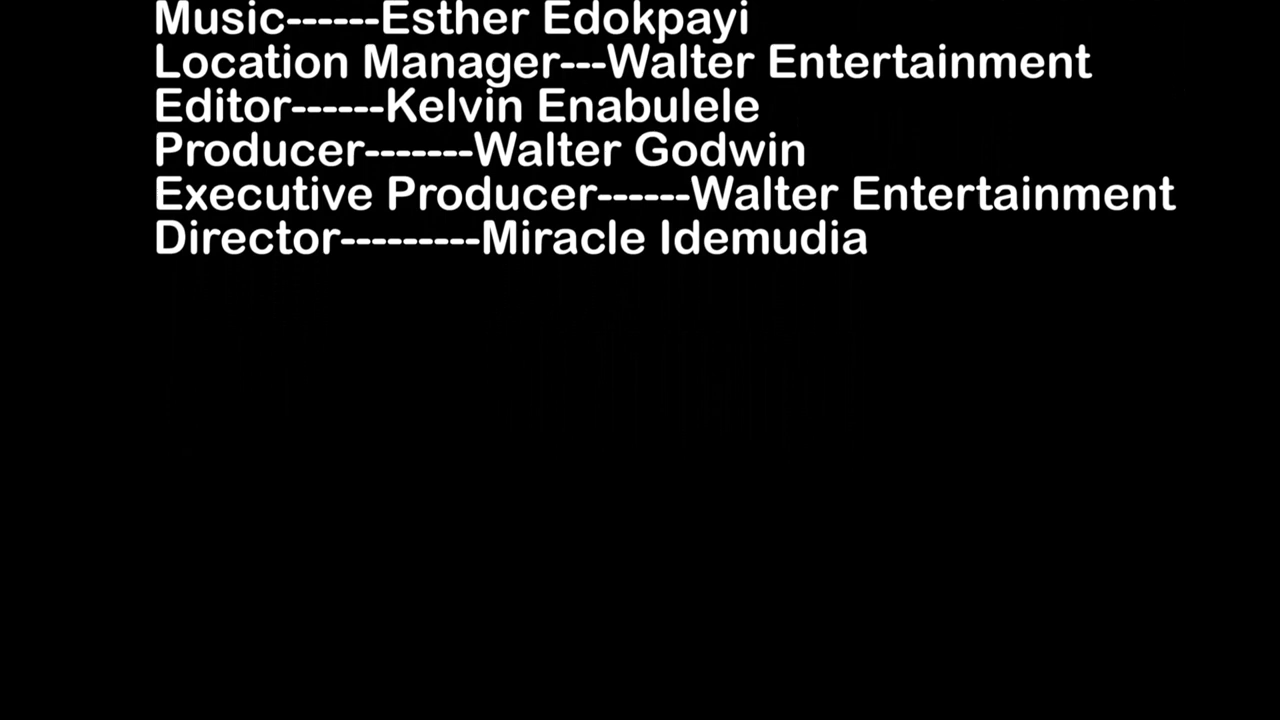 Music------Esther Edokpayi
Location Manager---Walter Entertainment
Editor------Kelvin Enabulele
Producer-------Walter Godwin
Executive Producer------Walter Entertainment
Director---------Miracle Idemudia